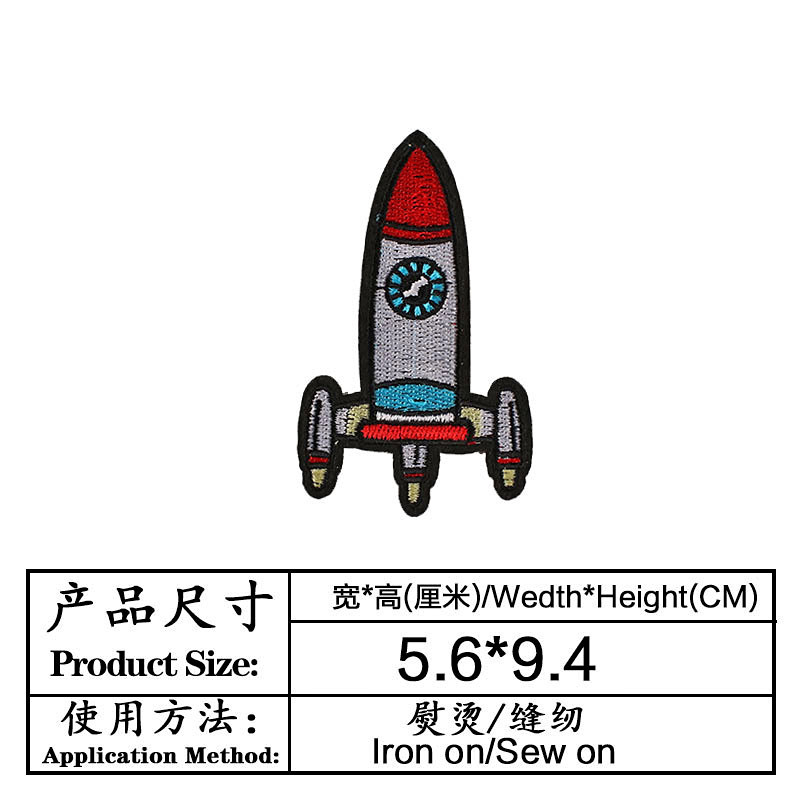 产品尺寸
Product Size:
宽*高(厘米)/Wedth*Height(CM)
5.6*9.4
使用方法：
Application Method:
熨烫/缝纫
Iron on/Sew on